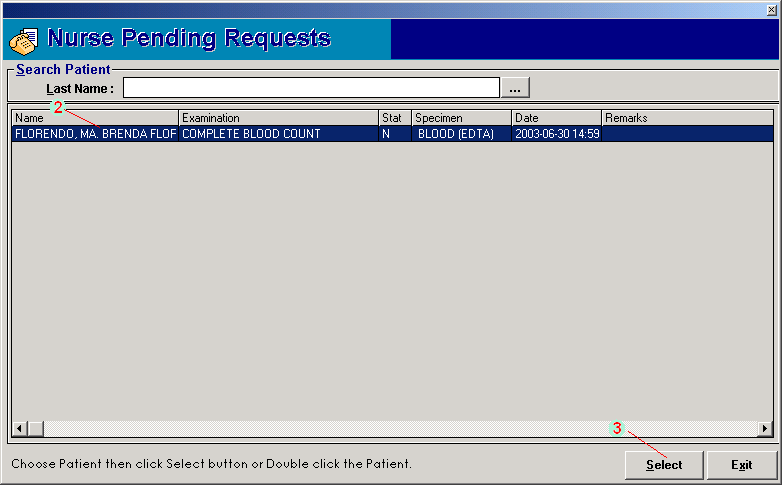 Nurse Pending Requests
Search Patient
Last Name :
...
2
Name Examination Stat Specimen Date Remarks
FLORENDO, MA. BRENDA FLOF COMPLETE BLOOD COUNT N BLOOD (EDTA) 2003-06-30 14:59
3
Choose Patient then click Select button or Double click the Patient.
Select Exit